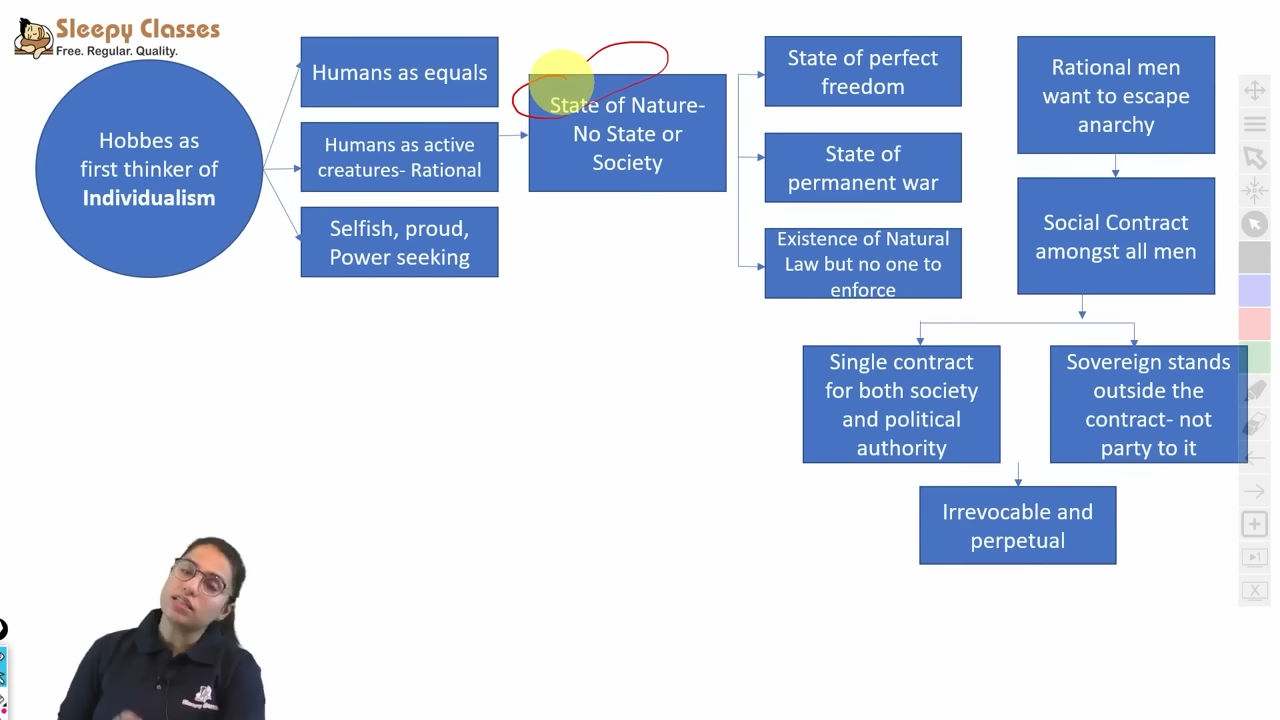 Sleepy Classes
Free. Regular. Quality.
Hobbes as
first thinker of
Individualism
Humans as equals
Humans as active
creatures- Rational
Selfish, proud,
Power seeking
State of Nature-
No State or
Society
State of perfect
freedom
State of
permanent war
Existence of Natural
Law but no one to
enforce
Rational men
want to escape
anarchy
Social Contract
amongst all men
Single contract
for both society
and political
authority
Sovereign stands
outside the
contract- not
party to it
Irrevocable and
perpetual